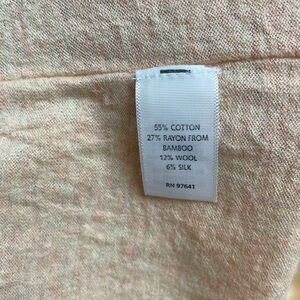 55% COTTON
27% RAYON FROM
BAMBOO
12% WOOL
6% SILK
RN 97641